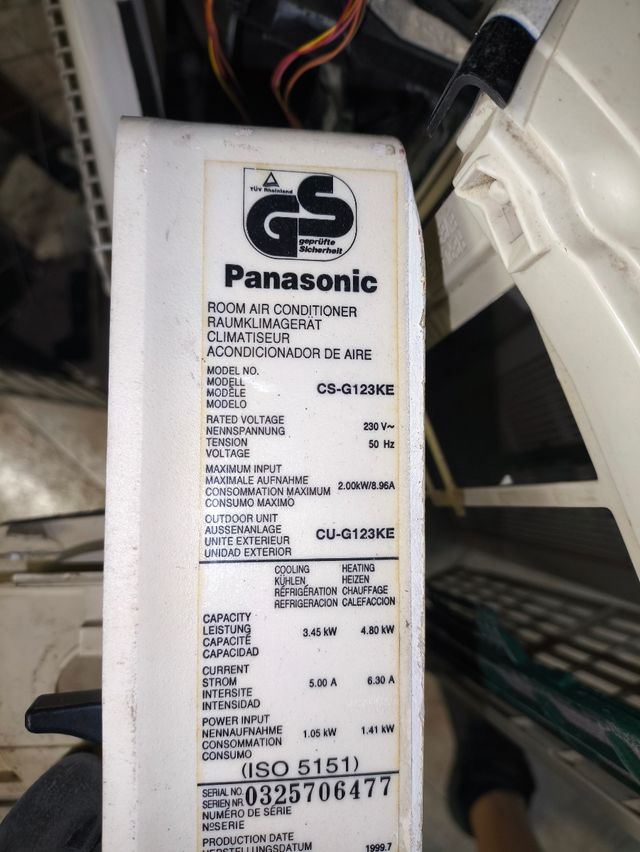 TÜV Rheinland
GS
geprüfte
Sicherheit
Panasonic
ROOM AIR CONDITIONER
RAUMKLIMAGERÄT
CLIMATISEUR
ACONDICIONADOR DE AIRE
MODEL NO.
MODELL
MODÈLE CS-G123KE
MODELO
RATED VOLTAGE
NENNSPANNUNG 230 V~
TENSION 50 Hz
VOLTAGE
MAXIMUM INPUT
MAXIMALE AUFNAHME
CONSOMMATION MAXIMUM 2.00kW/8.96A
CONSUMO MAXIMO
OUTDOOR UNIT
AUSSENANLAGE
UNITE EXTERIEUR CU-G123KE
UNIDAD EXTERIOR
COOLING HEATING
KÜHLEN HEIZEN
RÉFRIGÉRATION CHAUFFAGE
REFRIGERACION CALEFACCION
CAPACITY
LEISTUNG 3.45 kW 4.80 kW
CAPACITÉ
CAPACIDAD
CURRENT
STROM 5.00 A 6.30 A
INTERSITE
INTENSIDAD
POWER INPUT
NENNAUFNAHME 1.05 kW 1.41 kW
CONSOMMATION
CONSUMO
(ISO 5151)
SERIAL NO.
SERIEN NR. 0325706477
NUMÉRO DE SÉRIE
NºSERIE
PRODUCTION DATE
HERSTELLUNGSDATUM 1999.7